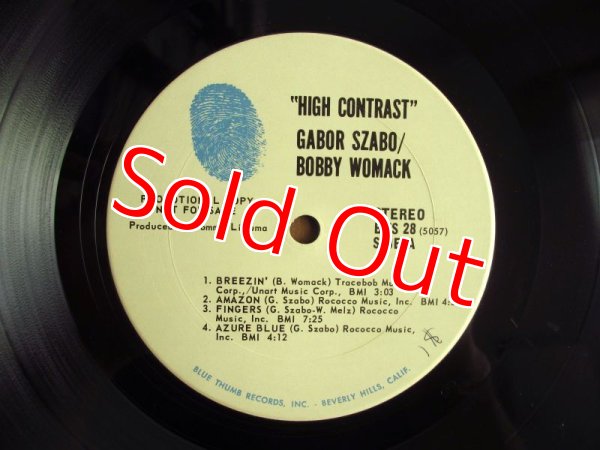 "HIGH CONTRAST"
GABOR SZABO/
BOBBY WOMACK
Sold Out
STEREO
BTS 28 (5057)
SIDE A
1. BREEZIN' (B. Womack) Tracebob
Corp./Unart Music Corp., BMI 3:03
2. AMAZON (G. Szabo) Rococco Music, Inc. BMI
3. FINGERS (G. Szabo-W. Melz) Rococco
Music, Inc. BMI 7:25
4. AZURE BLUE (G. Szabo) Rococco Music,
Inc. BMI 4:12
BLUE THUMB RECORDS, INC. - BEVERLY HILLS, CALIF.